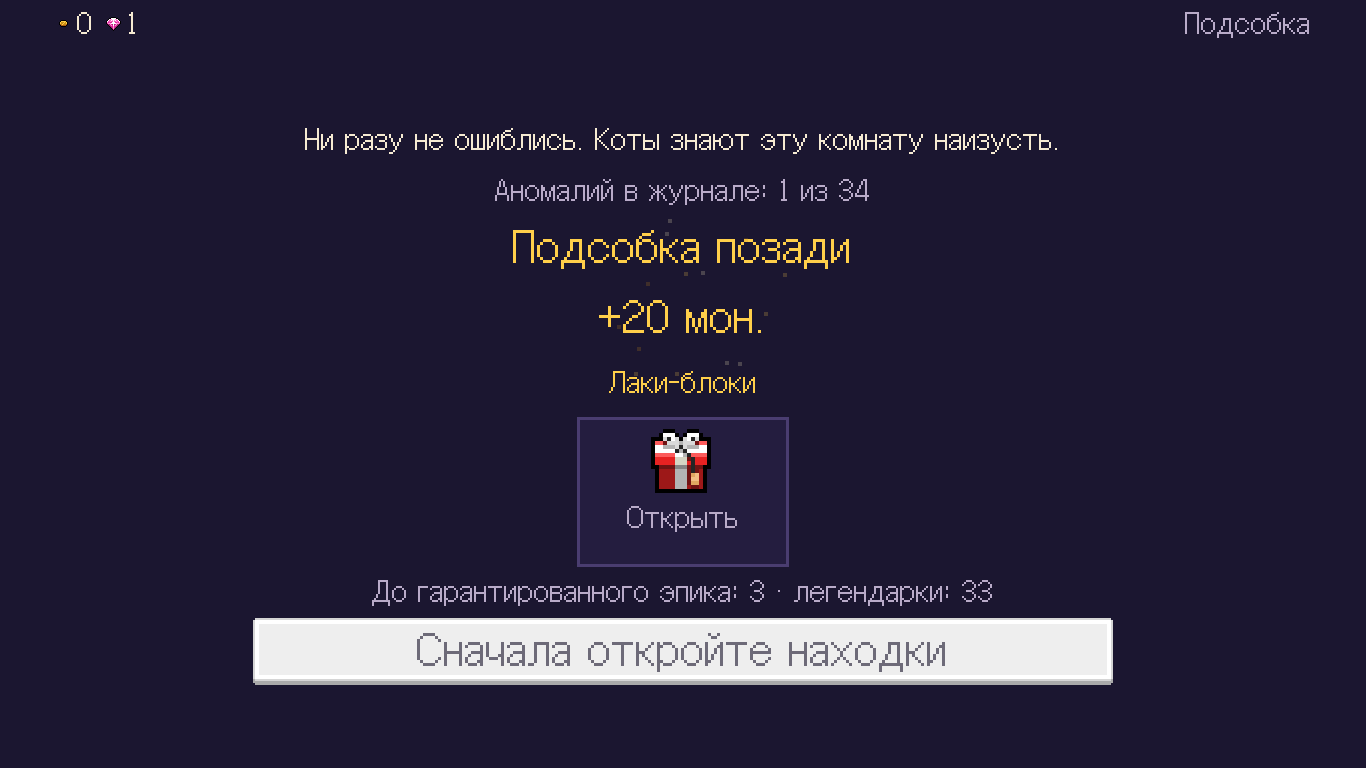 0 1
Подсобка
Ни разу не ошиблись. Коты знают эту комнату наизусть.
Аномалий в журнале: 1 из 34
Подсобка позади
+20 мон.
Лаки-блоки
Открыть
До гарантированного эпика: 3 · легендарки: 33
Сначала откройте находки